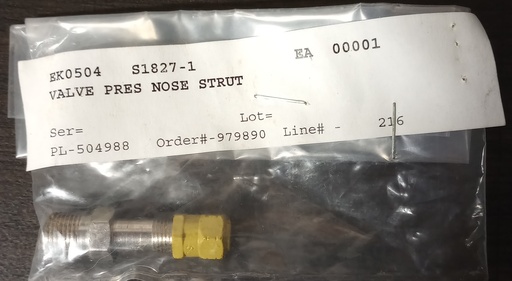 EK0504 S1827-1 EA 00001
VALVE PRES NOSE STRUT
Ser= Lot=
PL-504988 Order#-979890 Line# - 216